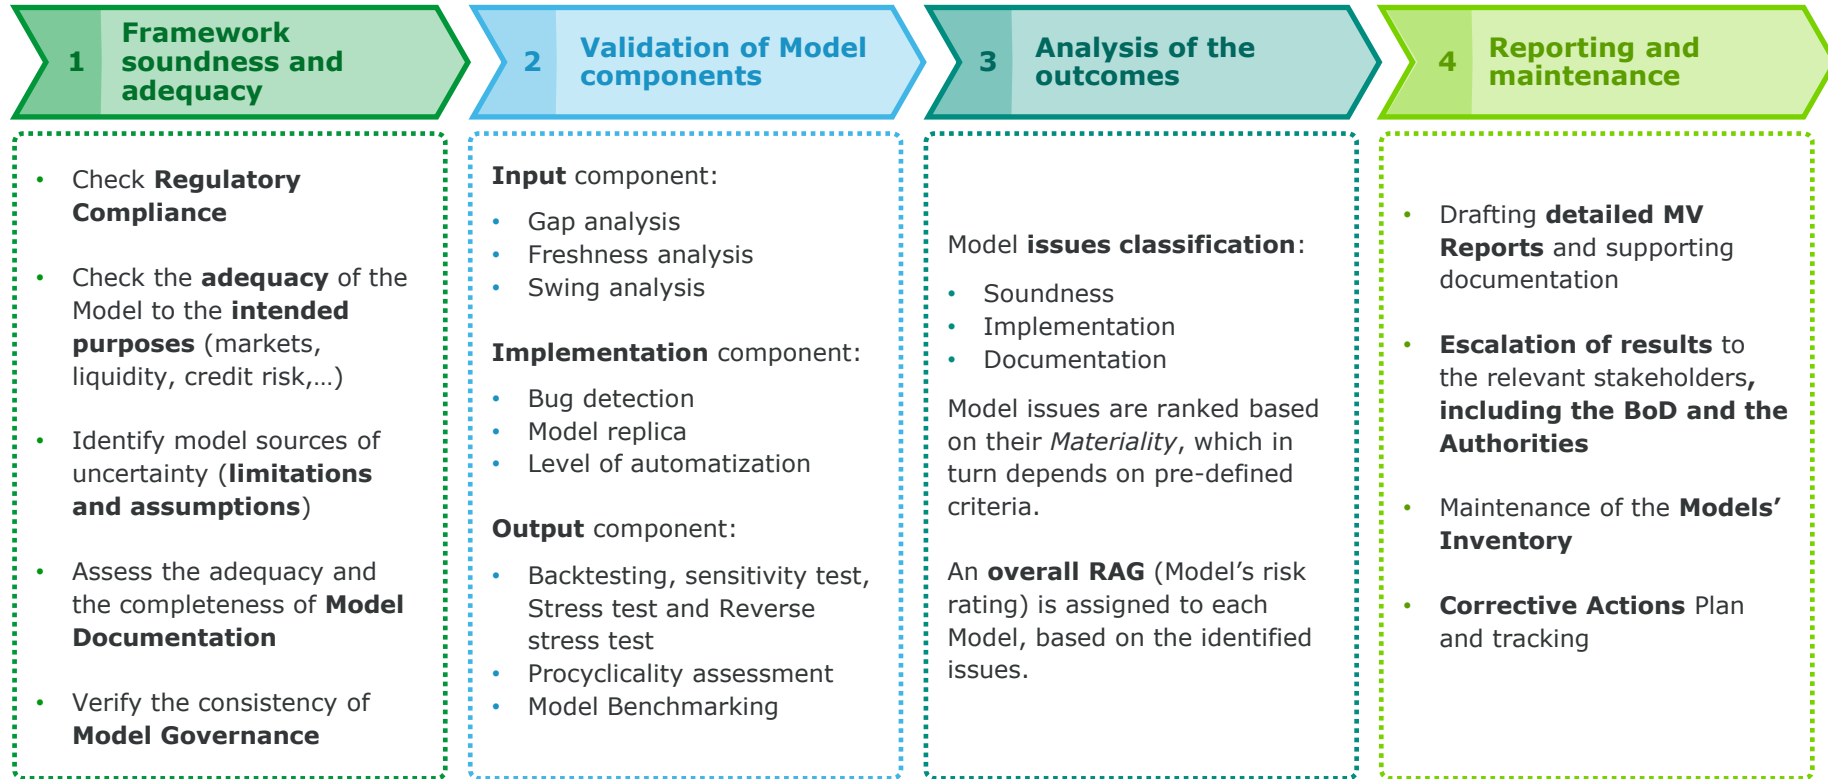 1
Framework
soundness and
adequacy
• Check Regulatory
Compliance
• Check the adequacy of the
Model to the intended
purposes (markets,
liquidity, credit risk,…)
• Identify model sources of
uncertainty (limitations
and assumptions)
• Assess the adequacy and
the completeness of Model
Documentation
• Verify the consistency of
Model Governance
2
Validation of Model
components
Input component:
• Gap analysis
• Freshness analysis
• Swing analysis
Implementation component:
• Bug detection
• Model replica
• Level of automatization
Output component:
• Backtesting, sensitivity test,
Stress test and Reverse
stress test
• Procyclicality assessment
• Model Benchmarking
3
Analysis of the
outcomes
Model issues classification:
• Soundness
• Implementation
• Documentation
Model issues are ranked based
on their Materiality, which in
turn depends on pre-defined
criteria.
An overall RAG (Model’s risk
rating) is assigned to each
Model, based on the identified
issues.
4
Reporting and
maintenance
• Drafting detailed MV
Reports and supporting
documentation
• Escalation of results to
the relevant stakeholders,
including the BoD and the
Authorities
• Maintenance of the Models’
Inventory
• Corrective Actions Plan
and tracking